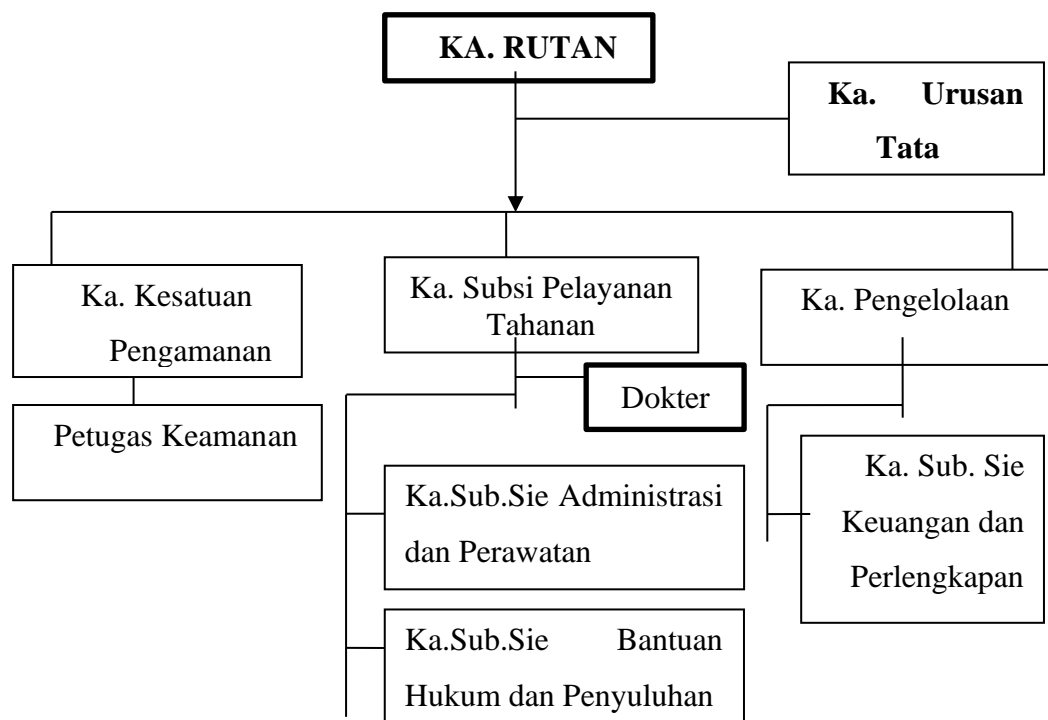 KA. RUTAN
Ka. Urusan
Tata
Ka. Kesatuan
Pengamanan
Ka. Subsi Pelayanan
Tahanan
Ka. Pengelolaan
Dokter
Petugas Keamanan
Ka.Sub.Sie Administrasi
dan Perawatan
Ka. Sub. Sie
Keuangan dan
Perlengkapan
Ka.Sub.Sie Bantuan
Hukum dan Penyuluhan